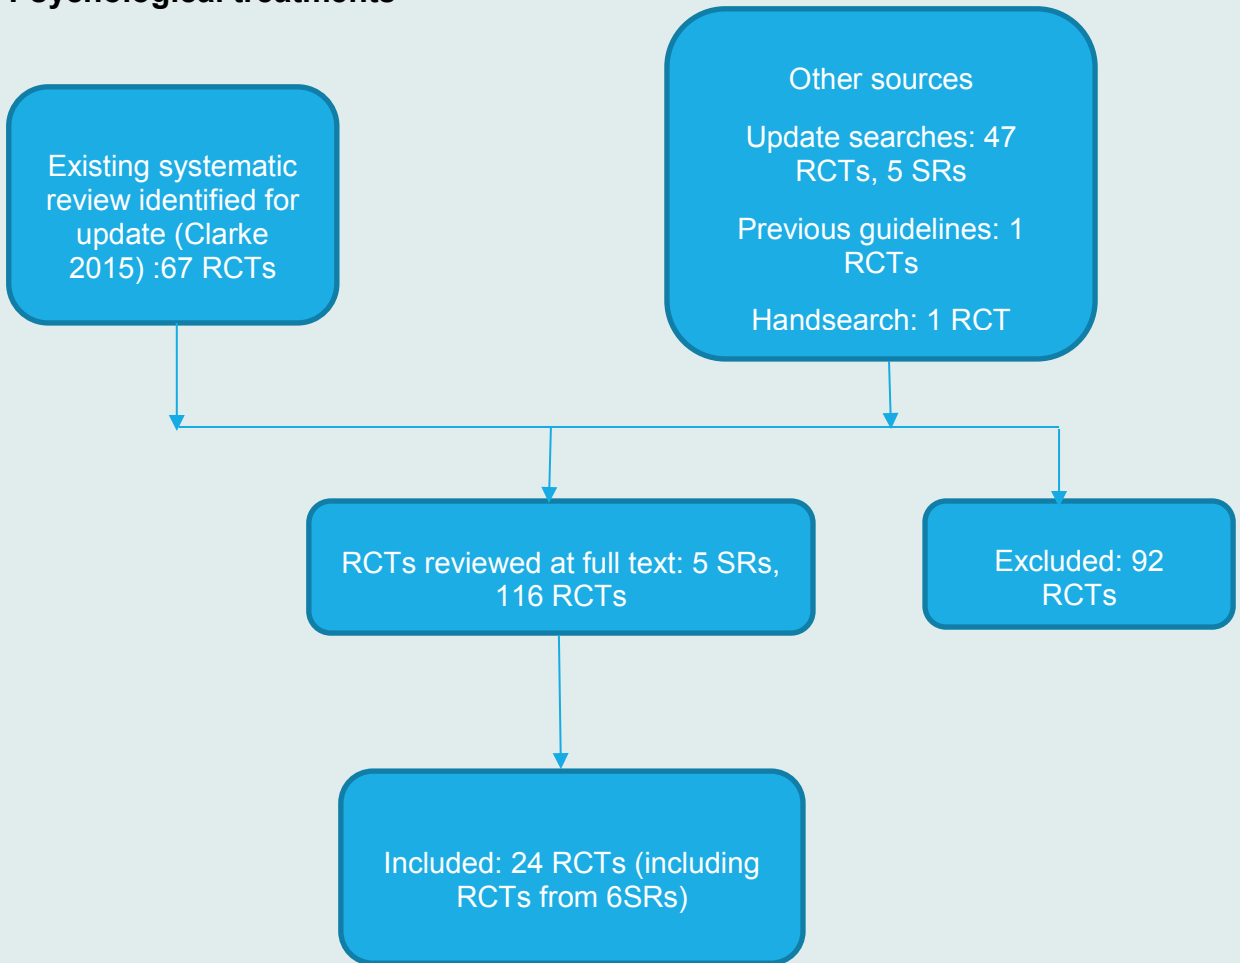 Psychological treatments
Existing systematic
review identified for
update (Clarke
2015) :67 RCTs
Other sources
Update searches: 47
RCTs, 5 SRs
Previous guidelines: 1
RCTs
Handsearch: 1 RCT
RCTs reviewed at full text: 5 SRs,
116 RCTs
Excluded: 92
RCTs
Included: 24 RCTs (including
RCTs from 6SRs)